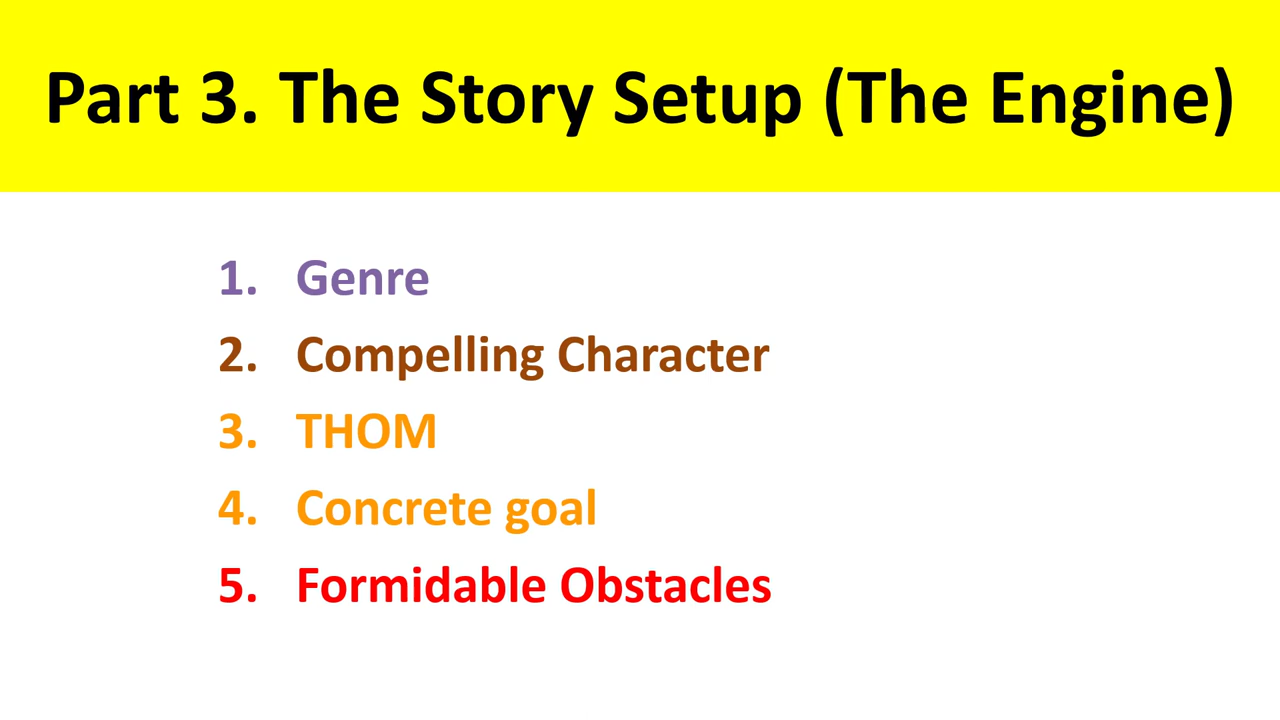 Part 3. The Story Setup (The Engine)
1. Genre
2. Compelling Character
3. THOM
4. Concrete goal
5. Formidable Obstacles